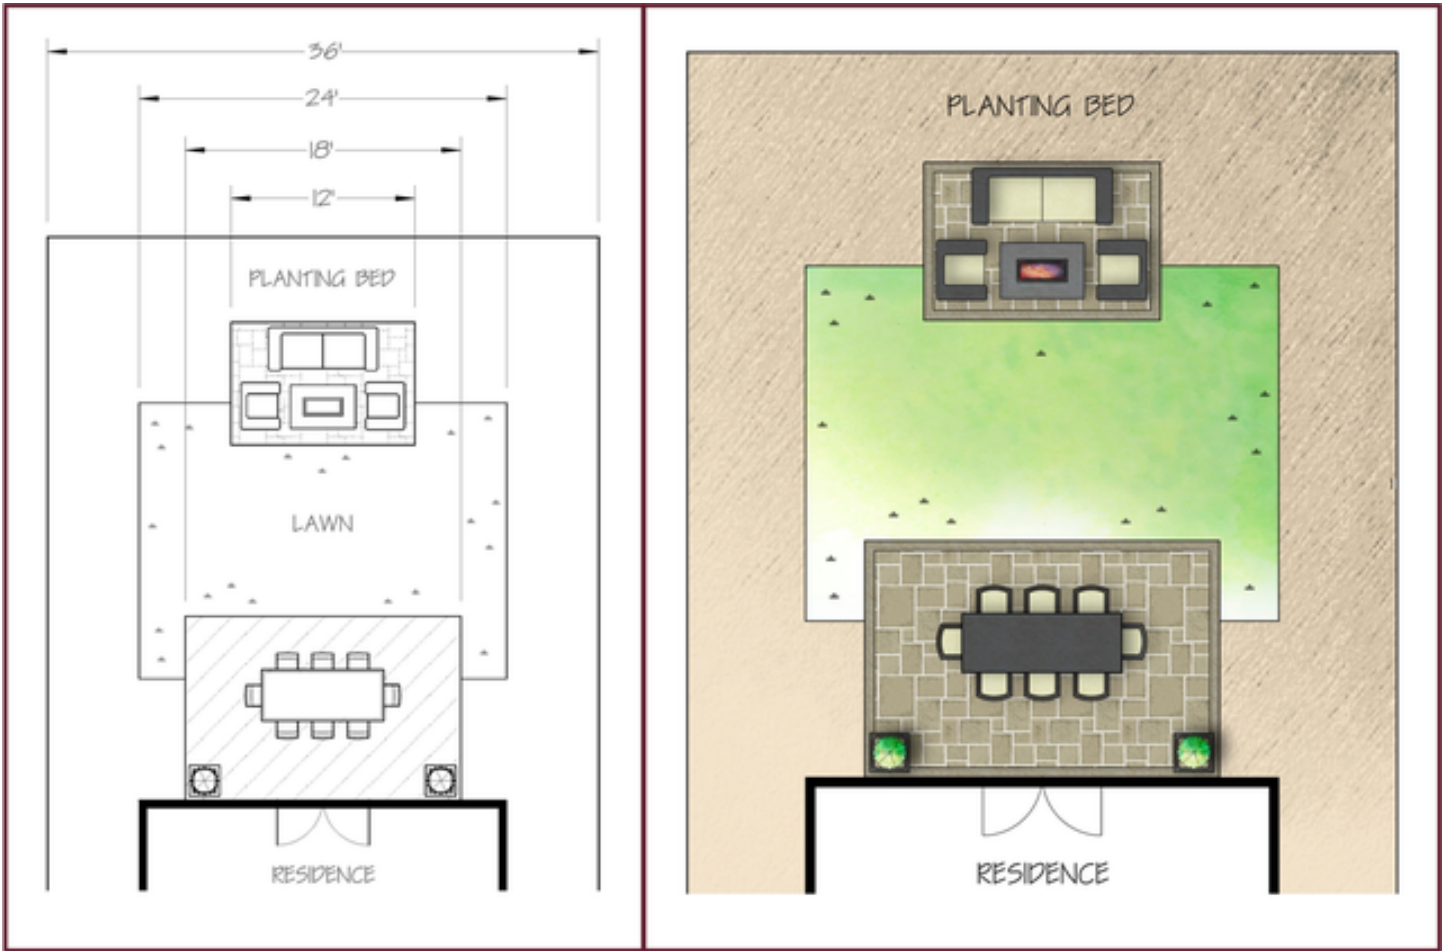 36'
24'
18'
12'
PLANTING BED
LAWN
RESIDENCE
PLANTING BED
RESIDENCE